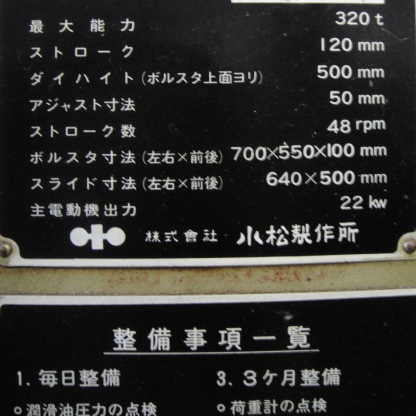 最大能力 320 t
ストローク 120 mm
ダイハイト(ボルスタ上面ヨリ) 500 mm
アジャスト寸法 50 mm
ストローク数 48 rpm
ボルスタ寸法(左右×前後) 700×550×100 mm
スライド寸法(左右×前後) 640×500 mm
主電動機出力 22 kw
株式會社 小松製作所
整備事項一覧
1. 毎日整備 3. 3ケ月整備
○潤滑油圧力の点検 ○荷重計の点検